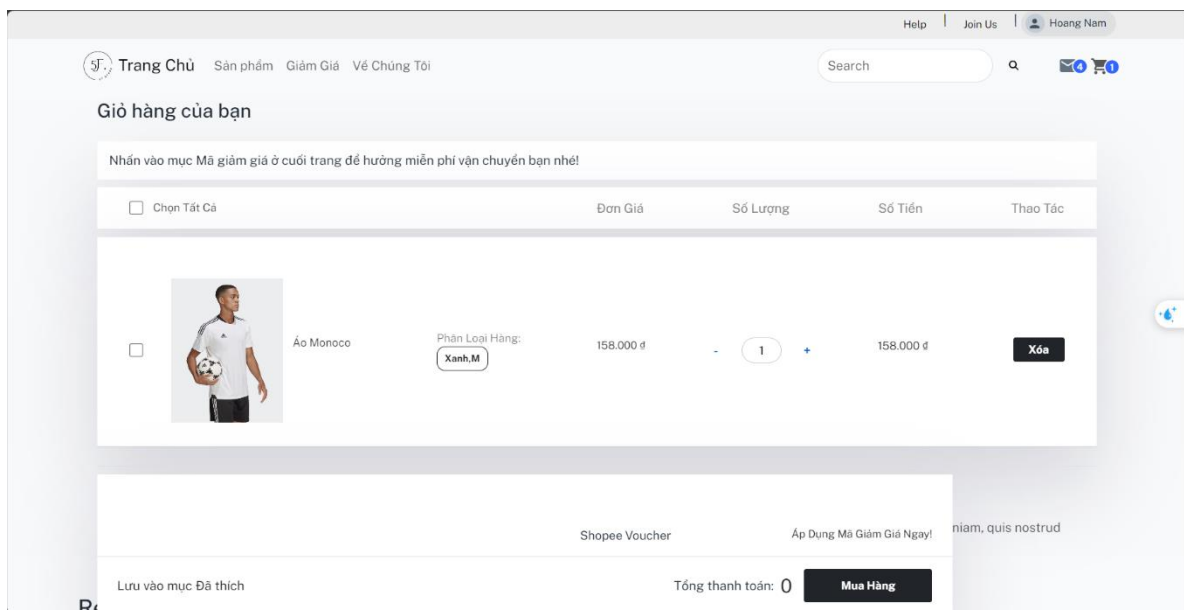 Help | Join Us | Hoang Nam
5F. Trang Chủ Sản phẩm Giảm Giá Về Chúng Tôi Search 4 1
Giỏ hàng của bạn
Nhấn vào mục Mã giảm giá ở cuối trang để hưởng miễn phí vận chuyển bạn nhé!
Chọn Tất Cả Đơn Giá Số Lượng Số Tiền Thao Tác
Áo Monoco Phân Loại Hàng: 158.000 ₫ - 1 + 158.000 ₫ Xóa
Xanh,M
niam, quis nostrud
Shopee Voucher Áp Dụng Mã Giảm Giá Ngay!
Lưu vào mục Đã thích Tổng thanh toán: 0 Mua Hàng